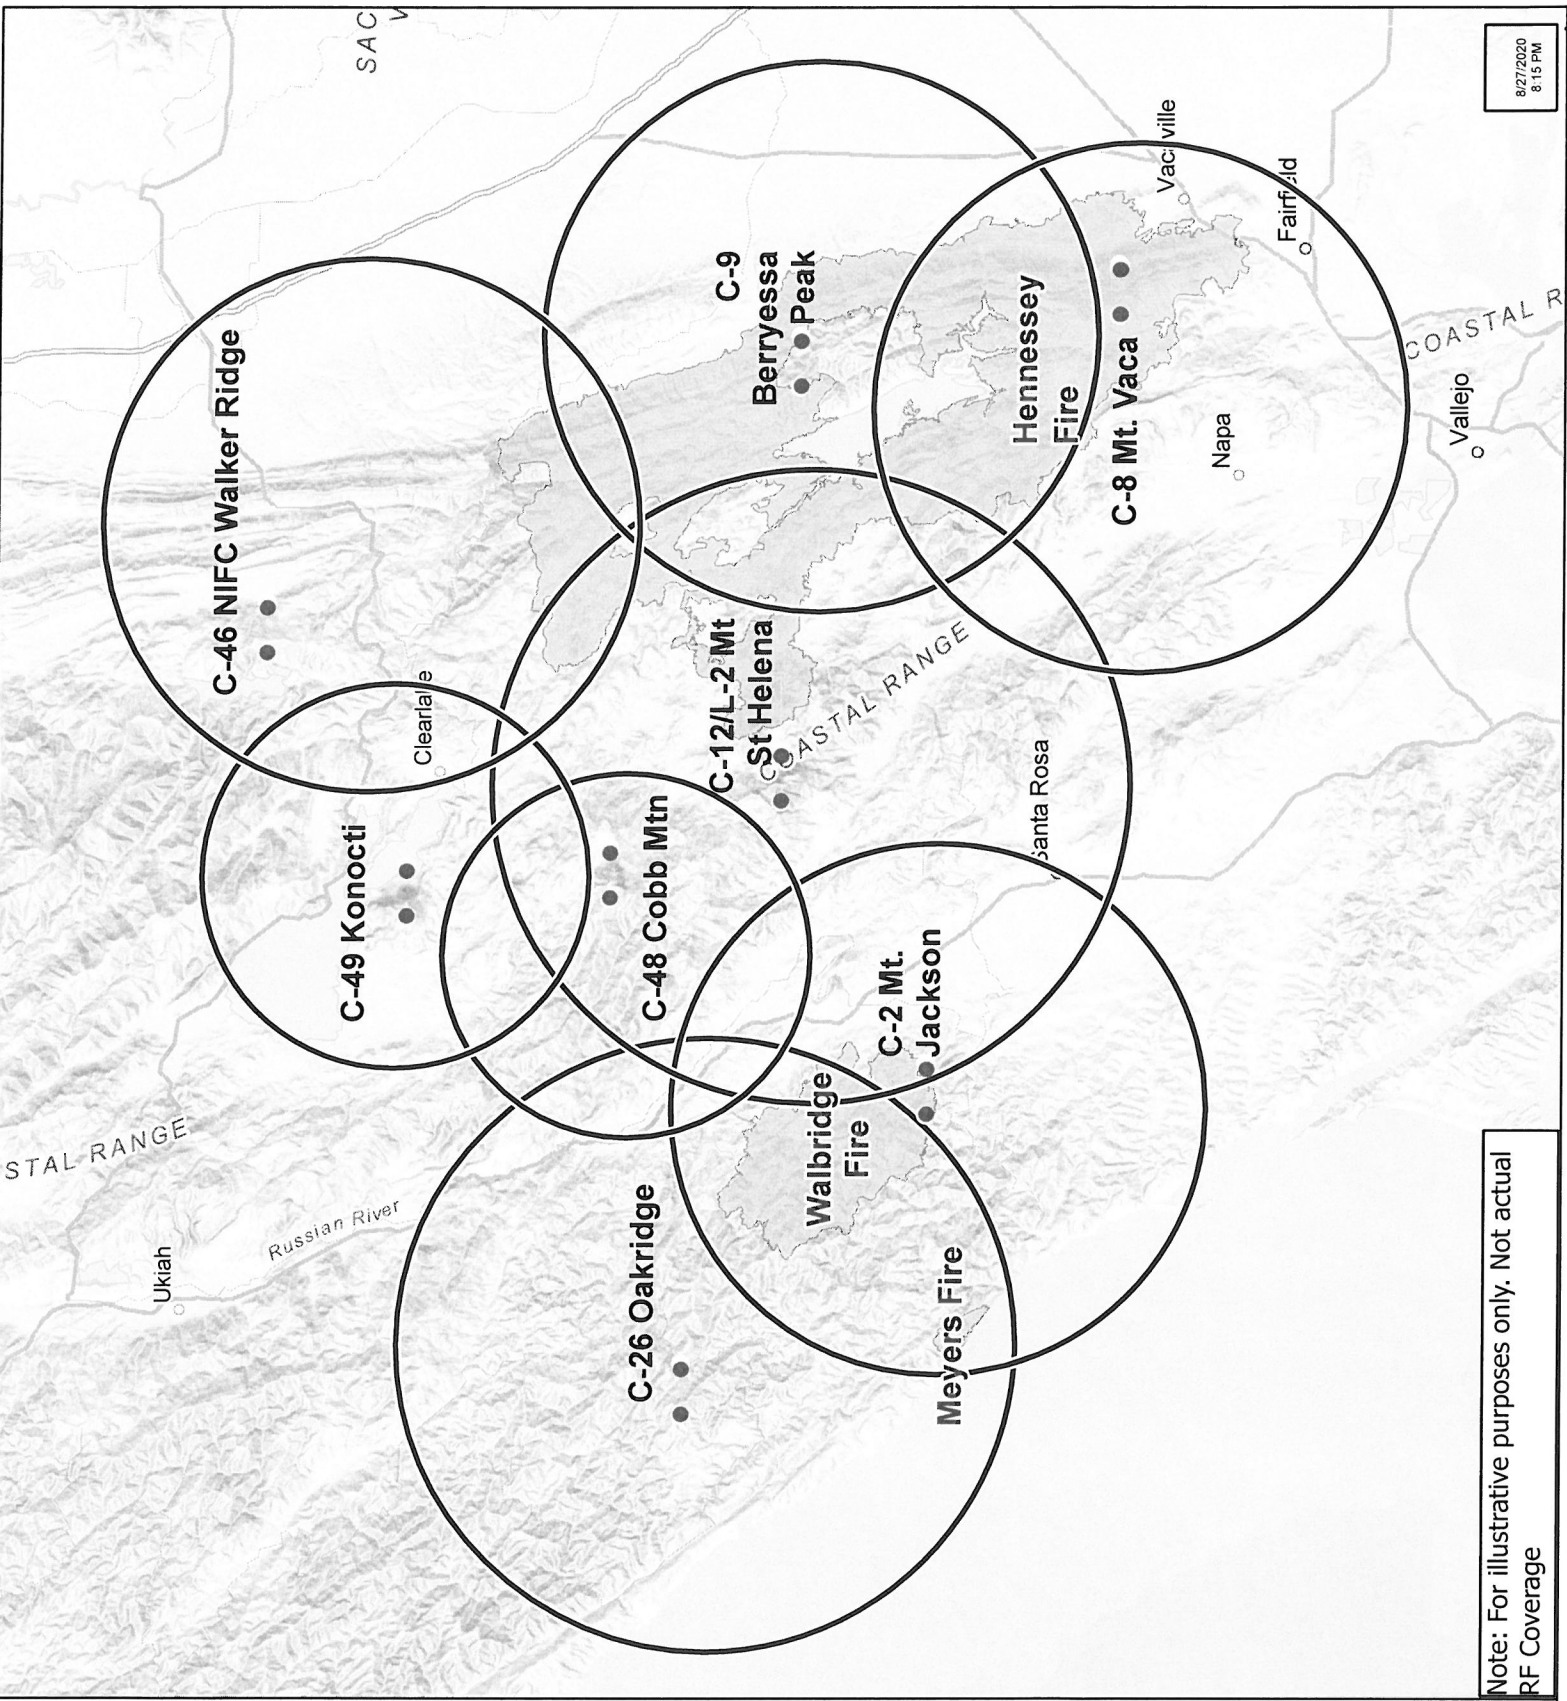 STAL RANGE
Ukiah
C-46 NIFC Walker Ridge
Russian River
C-49 Konocti
SAC
V
Clearlake
C-26 Oakridge
C-48 Cobb Mtn
C-12/L-2 Mt
St Helena
C-9
Berryessa
Peak
Walbridge
Fire
COASTAL RANGE
C-2 Mt.
Jackson
Meyers Fire
Hennessey
Fire
Santa Rosa
C-8 Mt. Vaca
Vacaville
Napa
Fairfield
Vallejo
COASTAL R
Note: For illustrative purposes only. Not actual
RF Coverage
8/27/2020
8:15 PM